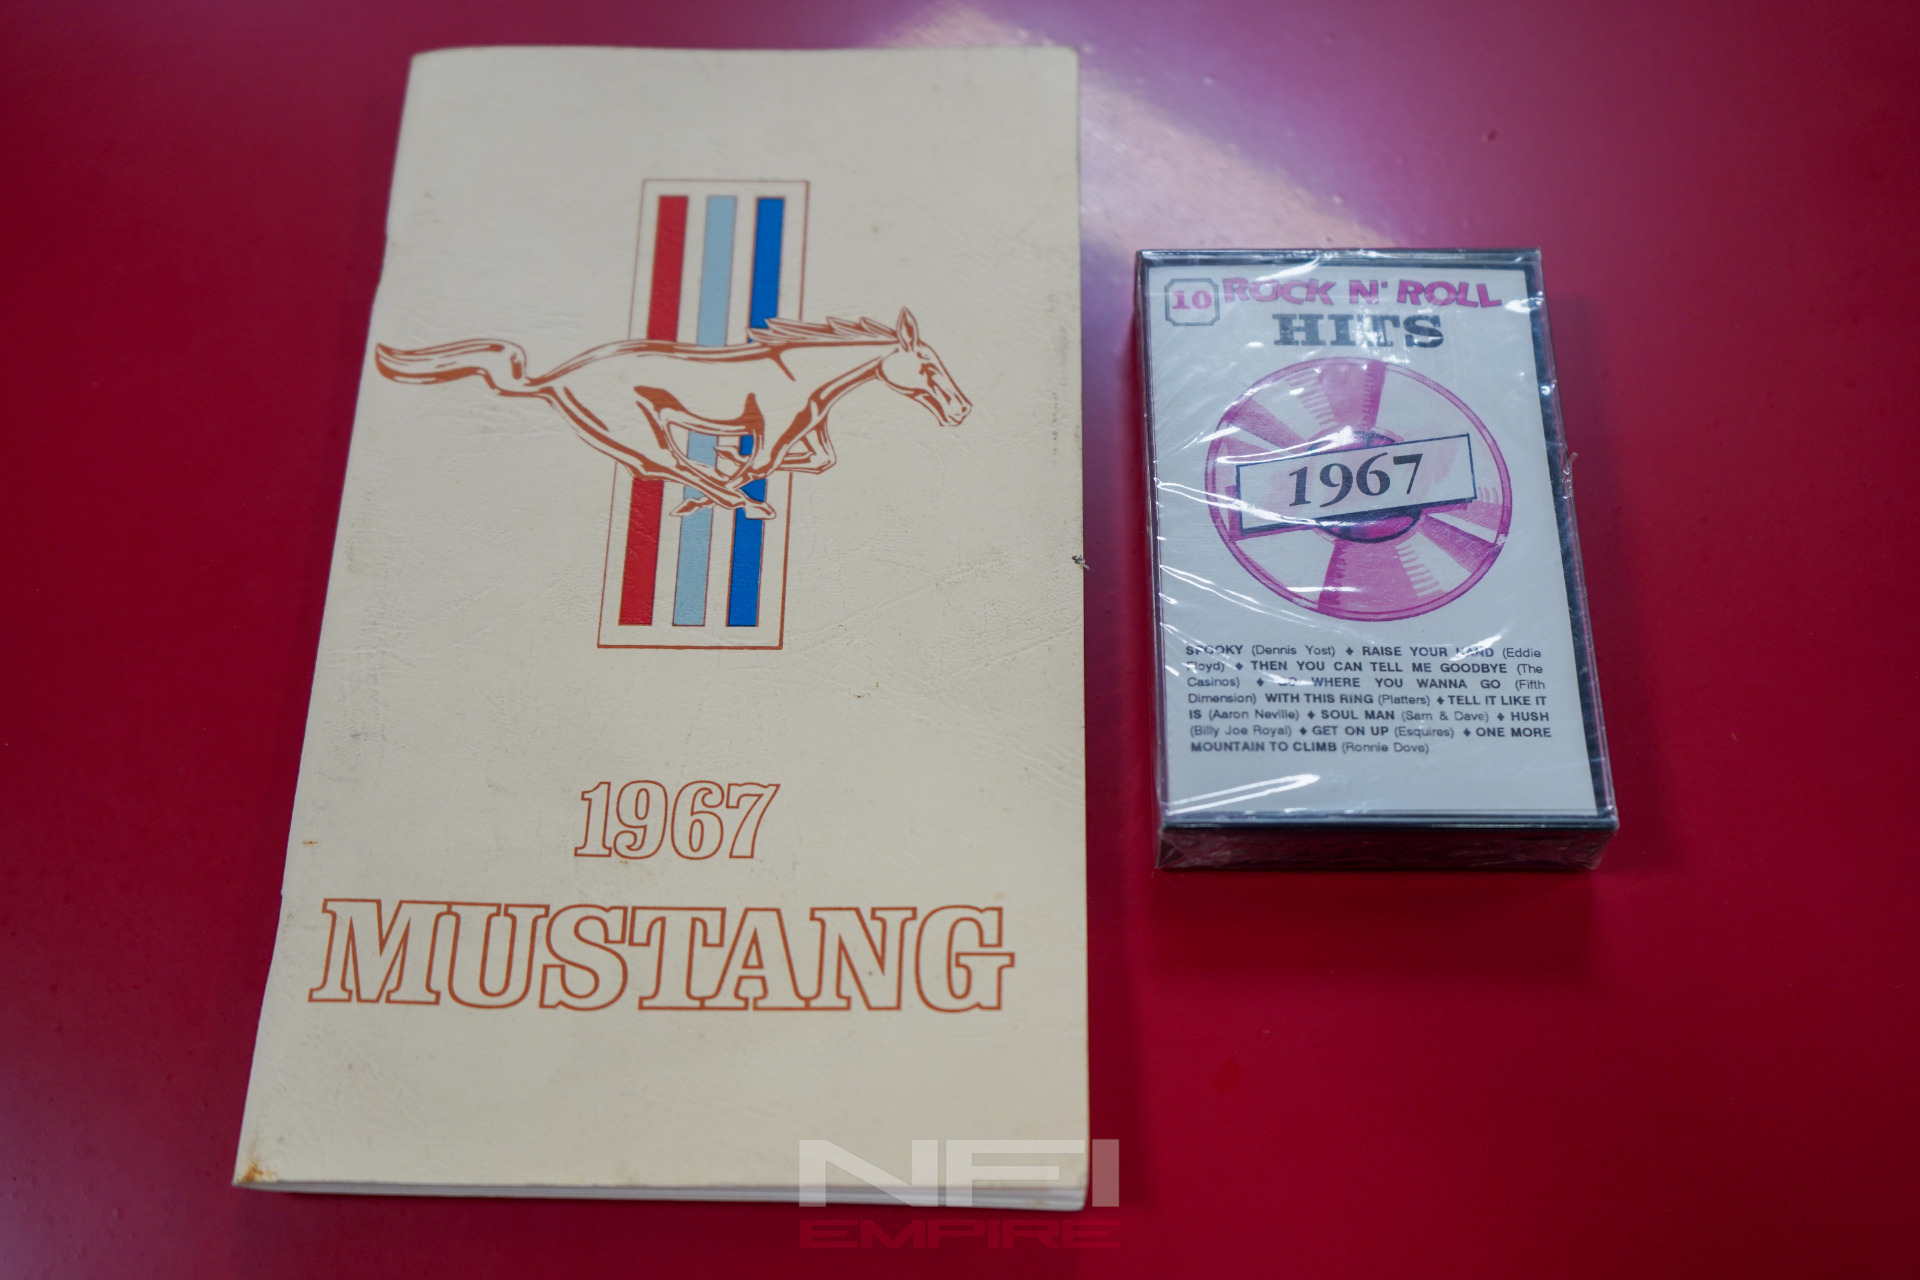 1967
MUSTANG
10 ROCK N' ROLL
HITS
1967
SPOOKY (Dennis Yost) ♦ RAISE YOUR HAND (Eddie
Floyd) ♦ THEN YOU CAN TELL ME GOODBYE (The
Casinos) ♦ GO WHERE YOU WANNA GO (Fifth
Dimension) WITH THIS RING (Platters) ♦ TELL IT LIKE IT
IS (Aaron Neville) ♦ SOUL MAN (Sam & Dave) ♦ HUSH
(Billy Joe Royal) ♦ GET ON UP (Esquires) ♦ ONE MORE
MOUNTAIN TO CLIMB (Ronnie Dove)
NFI
EMPIRE